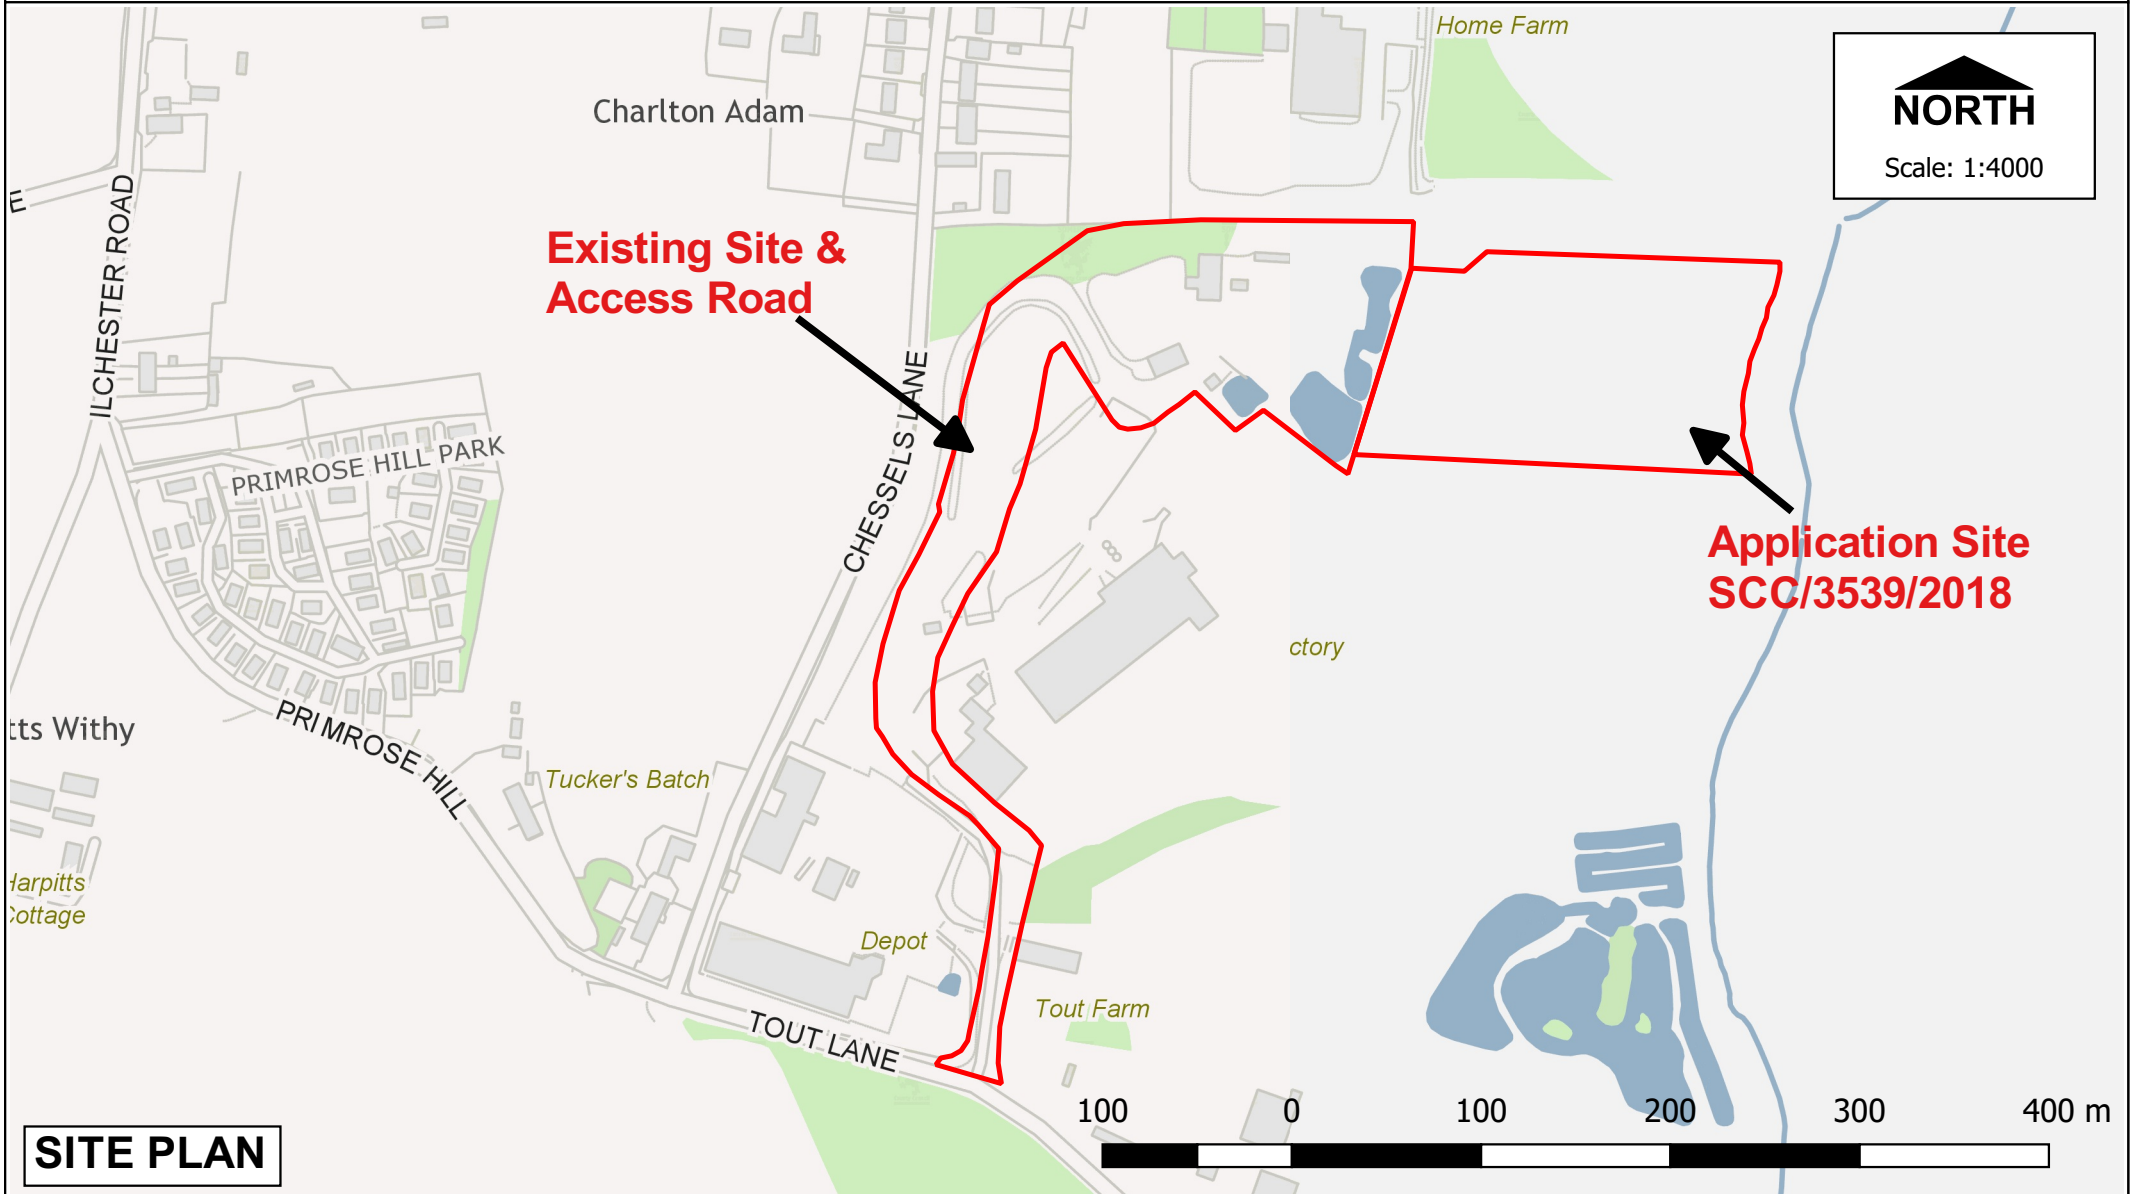 Home Farm
NORTH
Scale: 1:4000
Charlton Adam
E
ILCHESTER ROAD
Existing Site &
Access Road
CHESSELS LANE
PRIMROSE HILL PARK
Application Site
SCC/3539/2018
ctory
PRIMROSE HILL
tts Withy
Tucker's Batch
Harpitts
Cottage
Depot
Tout Farm
TOUT LANE
100 0 100 200 300 400 m
SITE PLAN